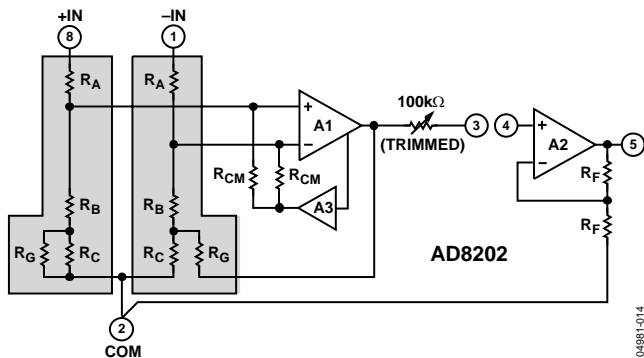 +IN
–IN
8
1
RA
RA
100kΩ
+
A1
–
3
4
+
A2
–
5
(TRIMMED)
RCM
RCM
A3
RF
RB
RB
RG
RC
RC
RG
RF
AD8202
2
COM
04981-014